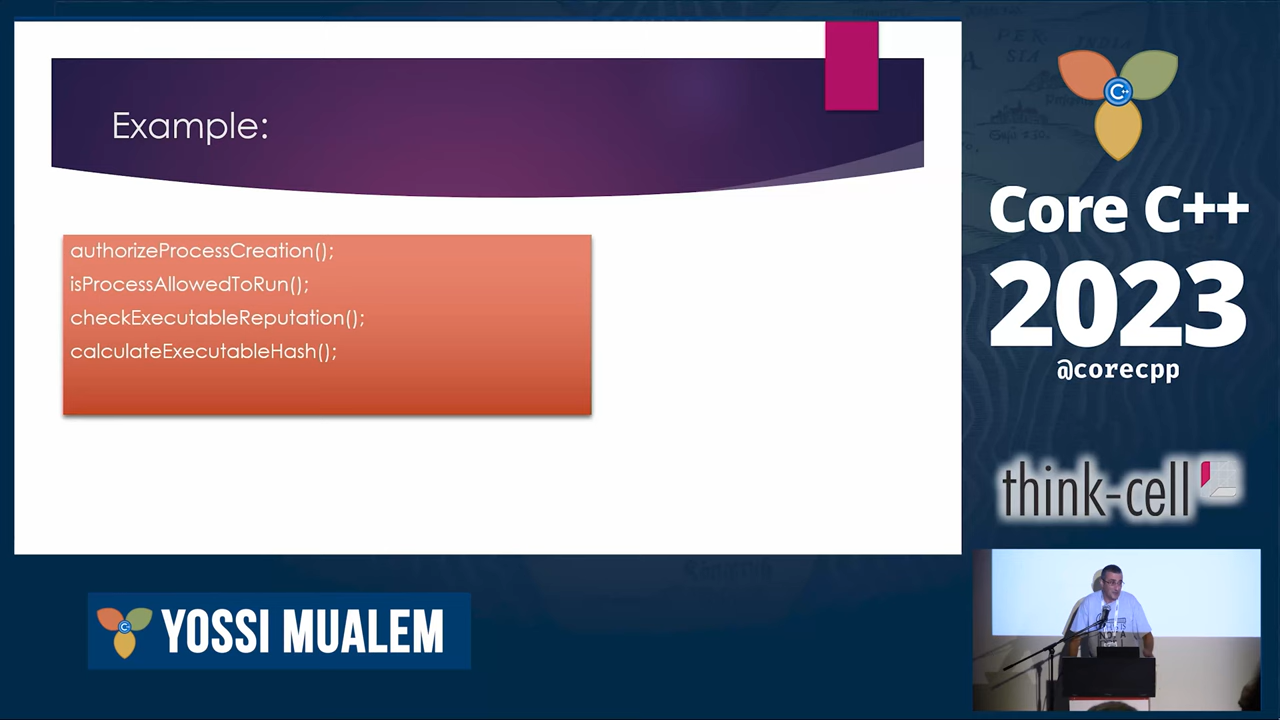 Example:
authorizeProcessCreation();
isProcessAllowedToRun();
checkExecutableReputation();
calculateExecutableHash();
C++
Core C++
2023
@corecpp
think-cell
YOSSI MUALEM